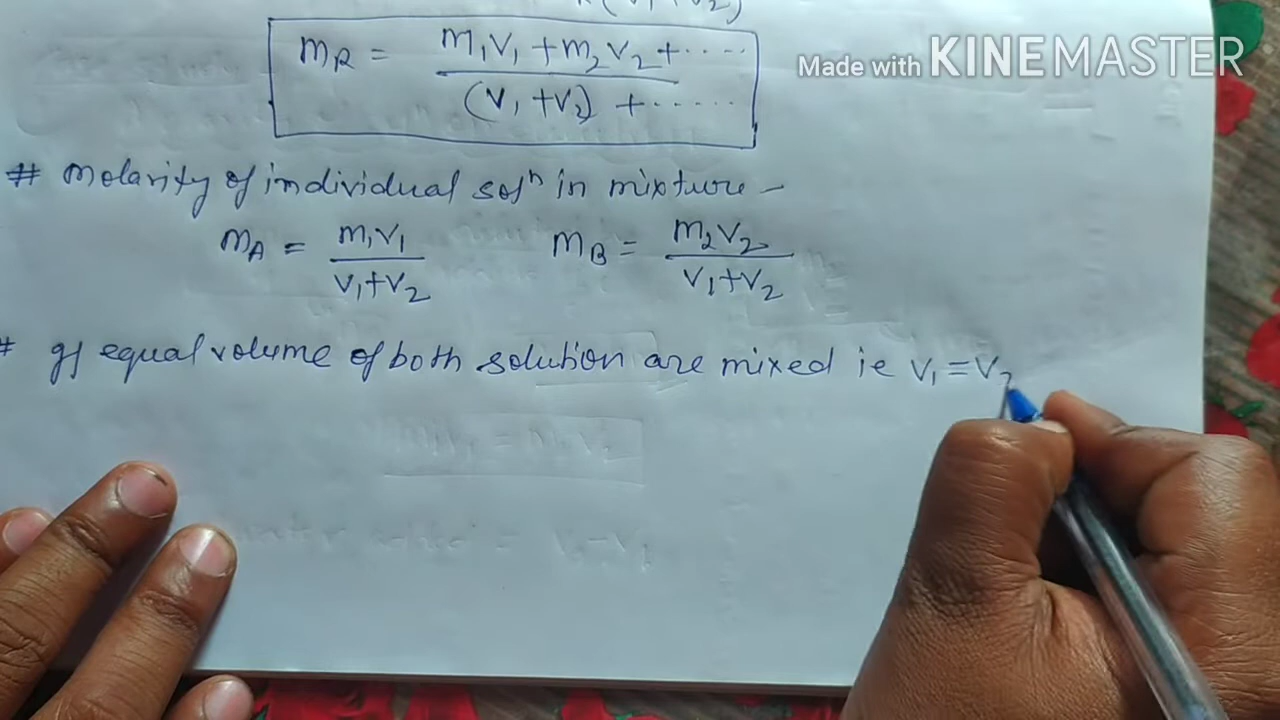 Made with KINEMASTER
MR = M1V1 + M2V2 + ....
(V1 + V2) + ......
# Molarity of individual solⁿ in mixture -
MA = M1V1 / V1+V2 MB = M2V2 / V1+V2
# If equal volume of both solution are mixed ie V1 = V2